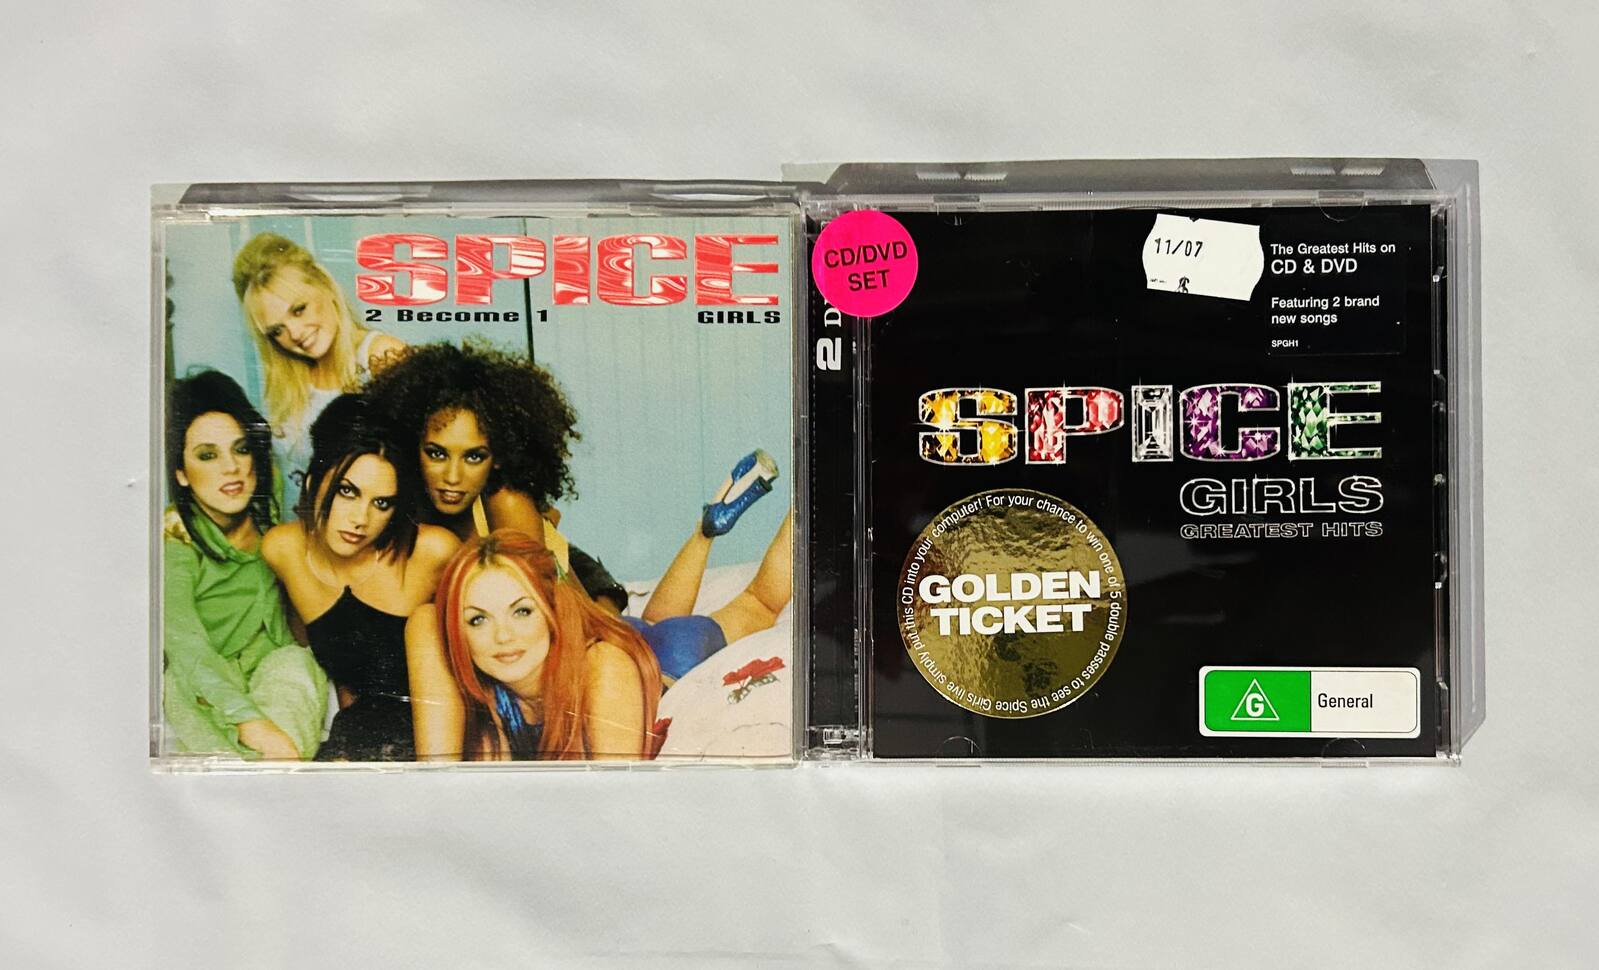 SPICE
2 Become 1
GIRLS
CD/DVD
SET
2
11/07
The Greatest Hits on
CD & DVD
Featuring 2 brand
new songs
SPGH1
SPICE
GIRLS
GREATEST HITS
GOLDEN
TICKET
simply put this CD into your computer! For your chance to win one of 5 double passes to see the Spice Girls live
G
General